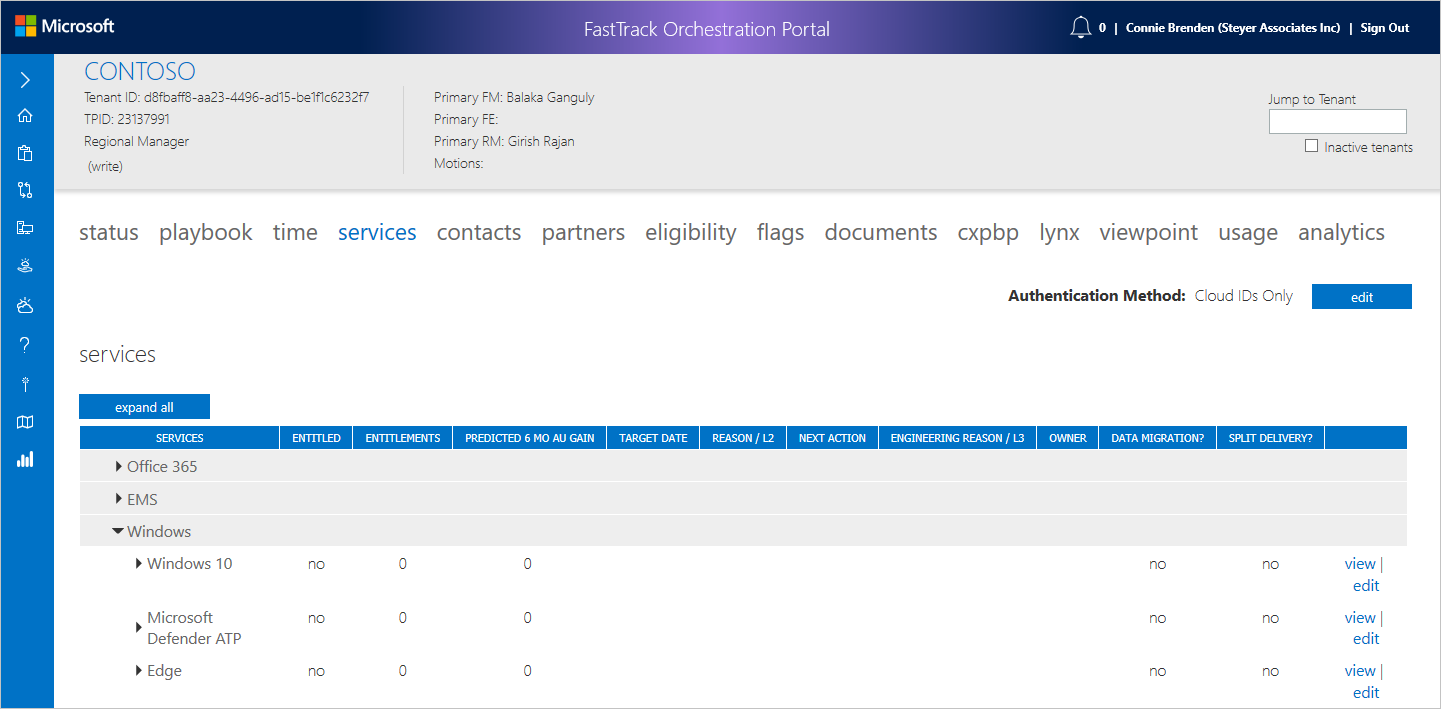 Microsoft
FastTrack Orchestration Portal
0 | Connie Brenden (Steyer Associates Inc) | Sign Out
CONTOSO
Tenant ID: d8fbaff8-aa23-4496-ad15-be1f1c6232f7
TPID: 23137991
Regional Manager
(write)
Primary FM: Balaka Ganguly
Primary FE:
Primary RM: Girish Rajan
Motions:
Jump to Tenant
Inactive tenants
status playbook time services contacts partners eligibility flags documents cxpbp lynx viewpoint usage analytics
Authentication Method: Cloud IDs Only edit
services
expand all
SERVICES ENTITLED ENTITLEMENTS PREDICTED 6 MO AU GAIN TARGET DATE REASON / L2 NEXT ACTION ENGINEERING REASON / L3 OWNER DATA MIGRATION? SPLIT DELIVERY?
Office 365
EMS
Windows
Windows 10 no 0 0 no no view |
edit
Microsoft no 0 0 no no view |
Defender ATP edit
Edge no 0 0 no no view |
edit